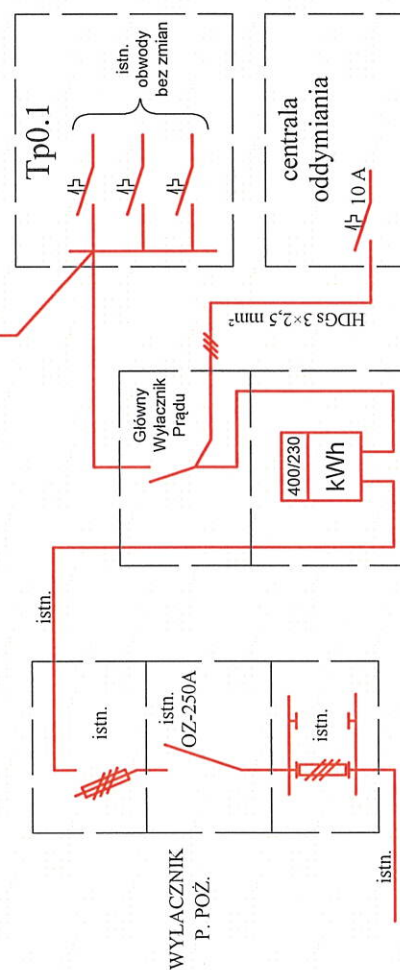 Tp0.1
istn.
obwody
bez zmian
centrala
oddymiania
10 A
HDGs 3×2,5 mm²
Główny
Wylacznik
Prądu
400/230
kWh
istn.
istn.
istn.
OZ-250A
istn.
WYLACZNIK
P. POŻ.
istn.